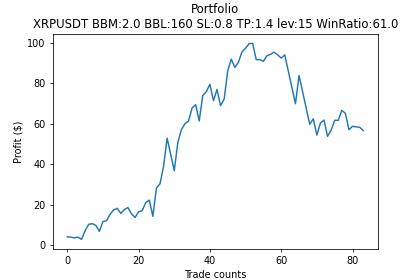 Portfolio
XRPUSDT BBM:2.0 BBL:160 SL:0.8 TP:1.4 lev:15 WinRatio:61.0
100
80
60
40
20
0
Profit ($)
0 20 40 60 80
Trade counts